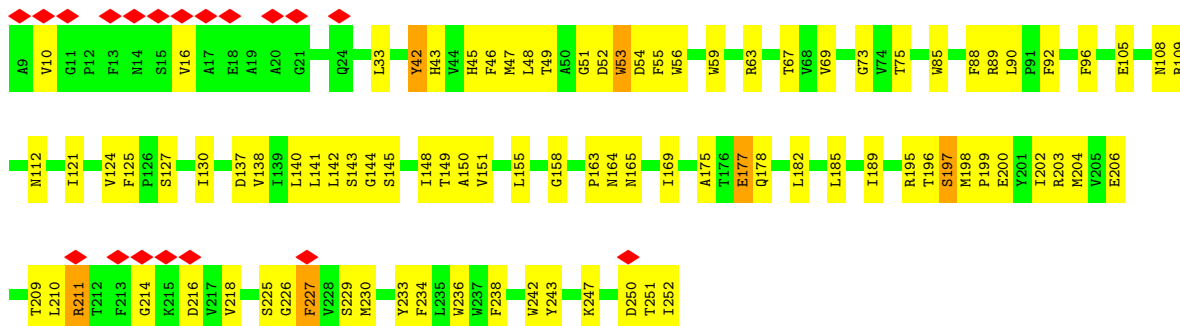 A9 V10 G11 P12 F13 N14 S15 V16 A17 E18 A19 A20 G21 Q24 L33 Y42 H43 V44 H45 F46 M47 L48 T49 A50 G51 D52 W53 D54 F55 W56 W59 R63 T67 V68 V69 G73 V74 T75 W85 F88 R89 L90 P91 F92 F96 E105 N108 R109
N112 I121 V124 F125 P126 S127 I130 D137 V138 I139 L140 L141 L142 S143 G144 S145 I148 T149 A150 V151 L155 G158 P163 N164 N165 I169 A175 T176 E177 Q178 L182 L185 I189 R195 T196 S197 M198 P199 E200 Y201 I202 R203 M204 V205 E206
T209 L210 R211 T212 F213 G214 K215 D216 V217 V218 S225 G226 F227 V228 S229 M230 Y233 F234 L235 W236 W237 F238 W242 Y243 K247 D250 T251 I252